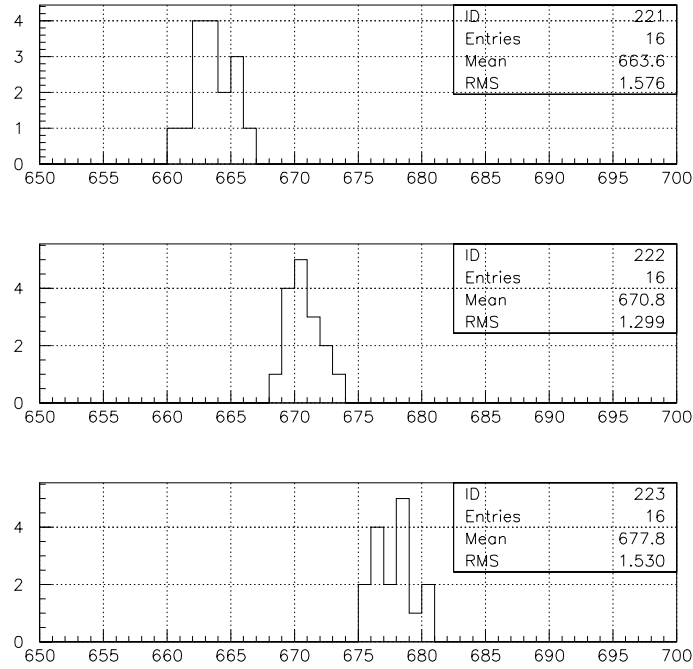 ID 221
Entries 16
Mean 663.6
RMS 1.576
4
3
2
1
0
650 655 660 665 670 675 680 685 690 695 700
ID 222
Entries 16
Mean 670.8
RMS 1.299
4
2
0
650 655 660 665 670 675 680 685 690 695 700
ID 223
Entries 16
Mean 677.8
RMS 1.530
4
2
0
650 655 660 665 670 675 680 685 690 695 700